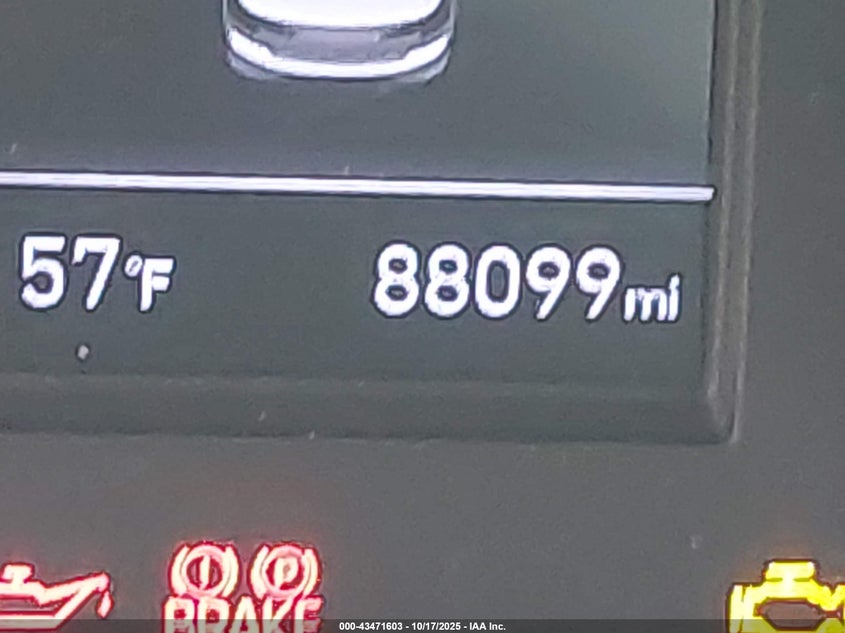 57°F 88099mi
BRAKE
000-43471603 - 10/17/2025 - IAA Inc.